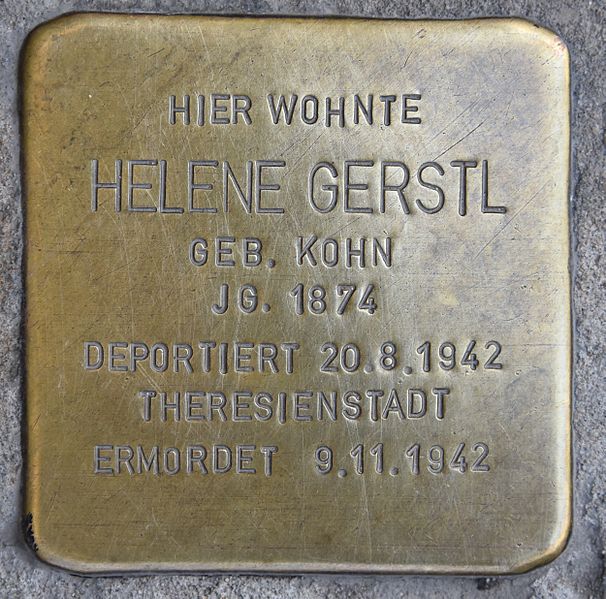 HIER WOHNTE
HELENE GERSTL
GEB. KOHN
JG. 1874
DEPORTIERT 20.8.1942
THERESIENSTADT
ERMORDET 9.11.1942